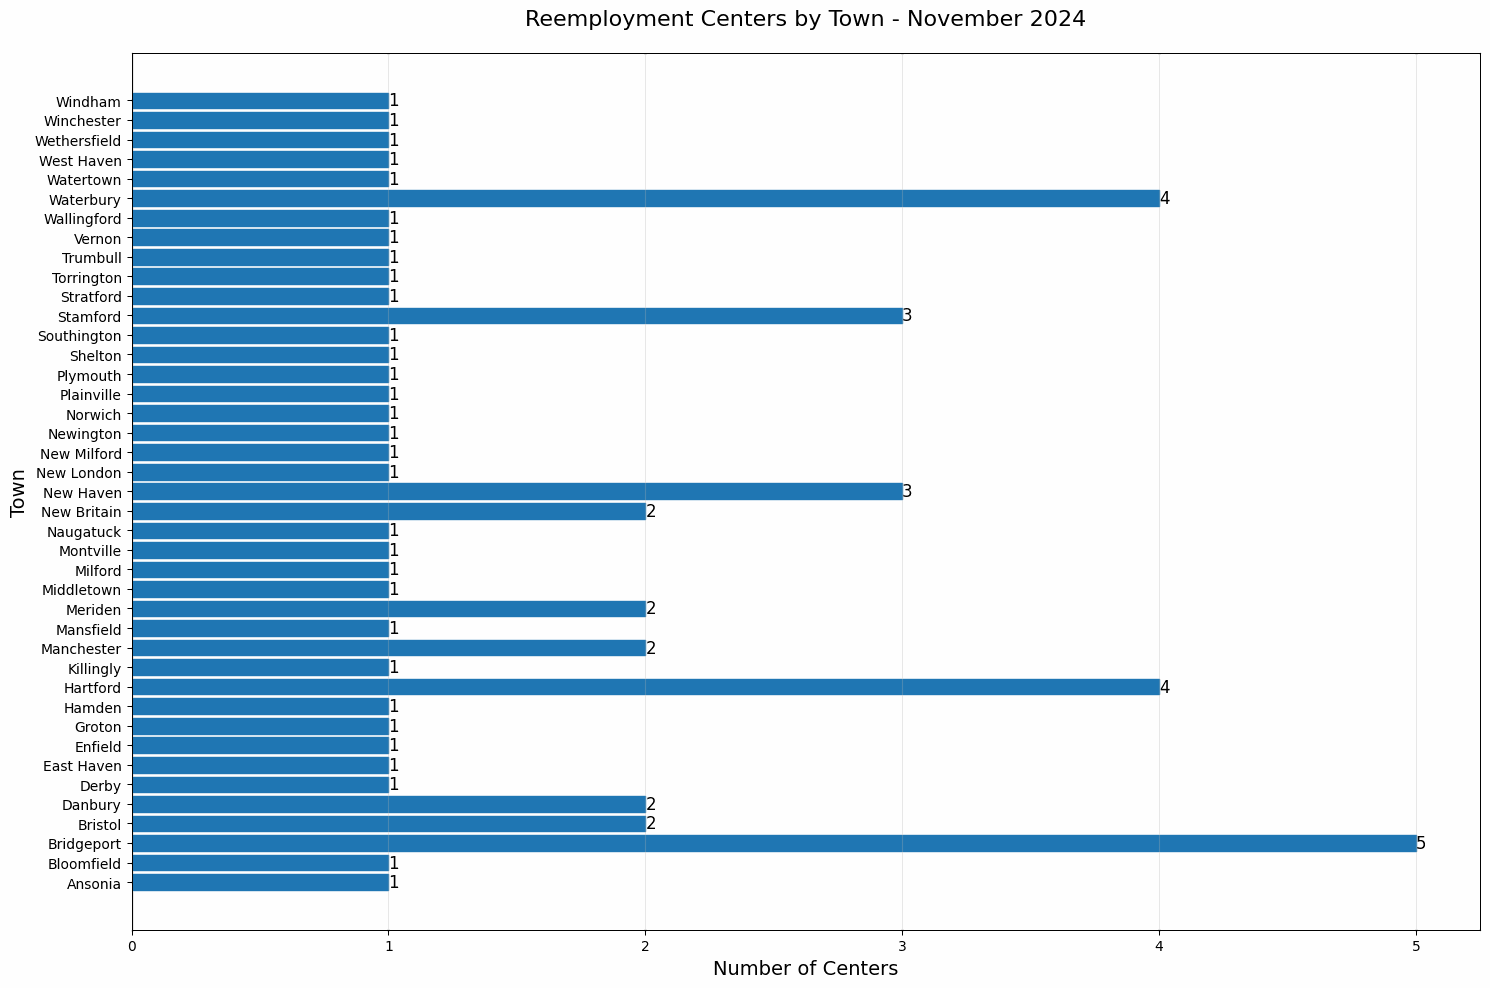 Reemployment Centers by Town - November 2024
Windham 1
Winchester 1
Wethersfield 1
West Haven 1
Watertown 1
Waterbury 4
Wallingford 1
Vernon 1
Trumbull 1
Torrington 1
Stratford 1
Stamford 3
Southington 1
Shelton 1
Plymouth 1
Plainville 1
Norwich 1
Newington 1
New Milford 1
New London 1
New Haven 3
New Britain 2
Naugatuck 1
Montville 1
Milford 1
Middletown 1
Meriden 2
Mansfield 1
Manchester 2
Killingly 1
Hartford 4
Hamden 1
Groton 1
Enfield 1
East Haven 1
Derby 1
Danbury 2
Bristol 2
Bridgeport 5
Bloomfield 1
Ansonia 1
Town
0 1 2 3 4 5
Number of Centers